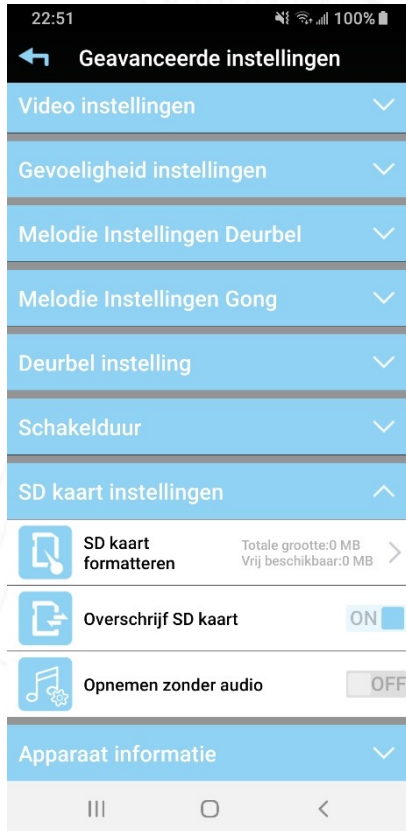 22:51 100%
Geavanceerde instellingen
Video instellingen
Gevoeligheid instellingen
Melodie Instellingen Deurbel
Melodie Instellingen Gong
Deurbel instelling
Schakelduur
SD kaart instellingen
SD kaart
formatteren
Totale grootte:0 MB
Vrij beschikbaar:0 MB
Overschrijf SD kaart ON
Opnemen zonder audio OFF
Apparaat informatie